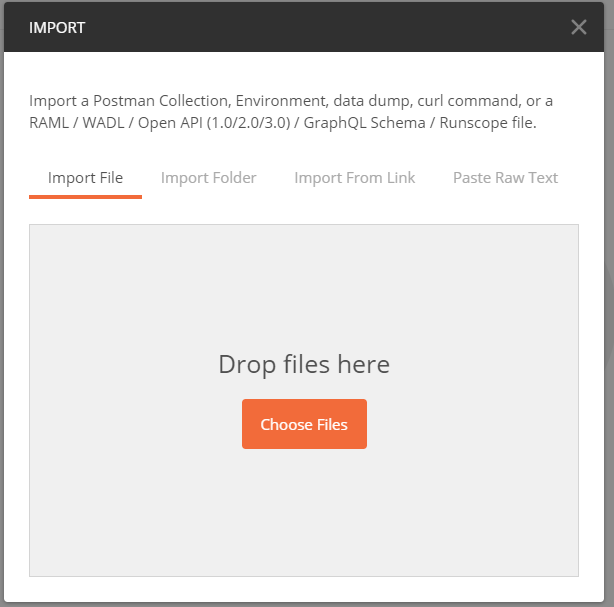 IMPORT
Import a Postman Collection, Environment, data dump, curl command, or a
RAML / WADL / Open API (1.0/2.0/3.0) / GraphQL Schema / Runscope file.
Import File
Import Folder
Import From Link
Paste Raw Text
Drop files here
Choose Files